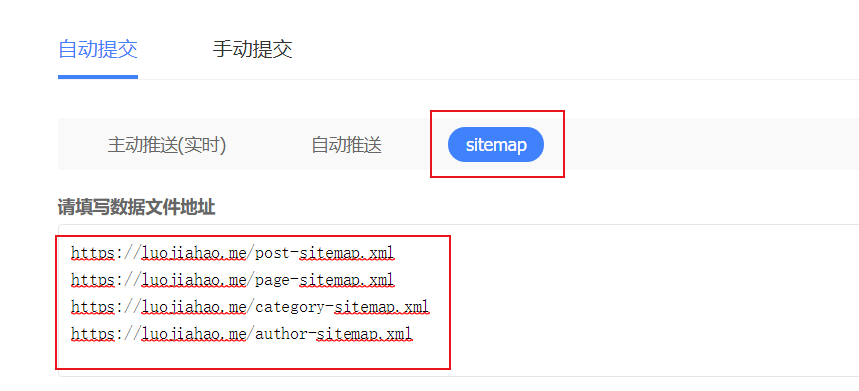 自动提交 手动提交
主动推送(实时) 自动推送 sitemap
请填写数据文件地址
https://luojiahao.me/post-sitemap.xml
https://luojiahao.me/page-sitemap.xml
https://luojiahao.me/category-sitemap.xml
https://luojiahao.me/author-sitemap.xml